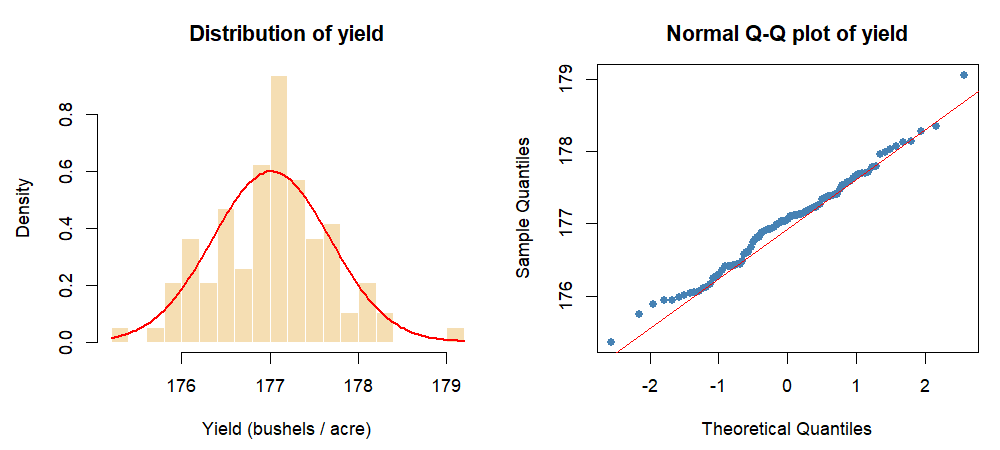 Distribution of yield
Density
0.0 0.2 0.4 0.6 0.8
176 177 178 179
Yield (bushels / acre)
Normal Q-Q plot of yield
Sample Quantiles
176 177 178 179
-2 -1 0 1 2
Theoretical Quantiles